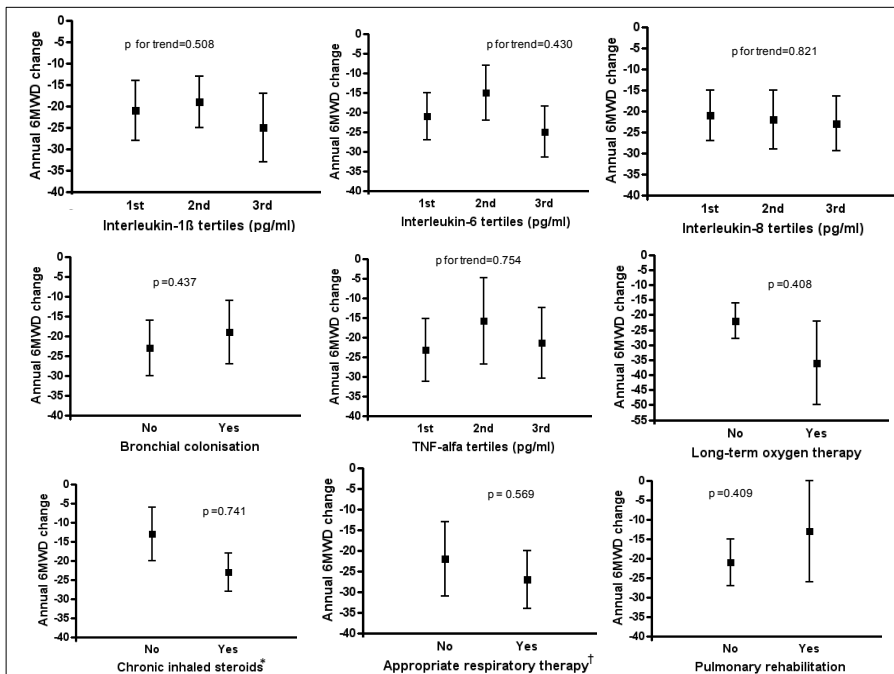 Annual 6MWD change
0
-5
-10
-15
-20
-25
-30
-35
-40
p for trend=0.508
1st 2nd 3rd
Interleukin-1ß tertiles (pg/ml)
Annual 6MWD change
0
-5
-10
-15
-20
-25
-30
-35
-40
p for trend=0.430
1st 2nd 3rd
Interleukin-6 tertiles (pg/ml)
Annual 6MWD change
0
-5
-10
-15
-20
-25
-30
-35
-40
p for trend=0.821
1st 2nd 3rd
Interleukin-8 tertiles (pg/ml)
Annual 6MWD change
0
-5
-10
-15
-20
-25
-30
-35
-40
p =0.437
No Yes
Bronchial colonisation
Annual 6MWD change
0
-5
-10
-15
-20
-25
-30
-35
-40
p for trend=0.754
1st 2nd 3rd
TNF-alfa tertiles (pg/ml)
Annual 6MWD change
0
-5
-10
-15
-20
-25
-30
-35
-40
-45
-50
-55
p =0.408
No Yes
Long-term oxygen therapy
Annual 6MWD change
0
-5
-10
-15
-20
-25
-30
-35
-40
p =0.741
No Yes
Chronic inhaled steroids*
Annual 6MWD change
0
-5
-10
-15
-20
-25
-30
-35
-40
p = 0.569
No Yes
Appropriate respiratory therapy†
Annual 6MWD change
0
-5
-10
-15
-20
-25
-30
-35
-40
p =0.409
No Yes
Pulmonary rehabilitation